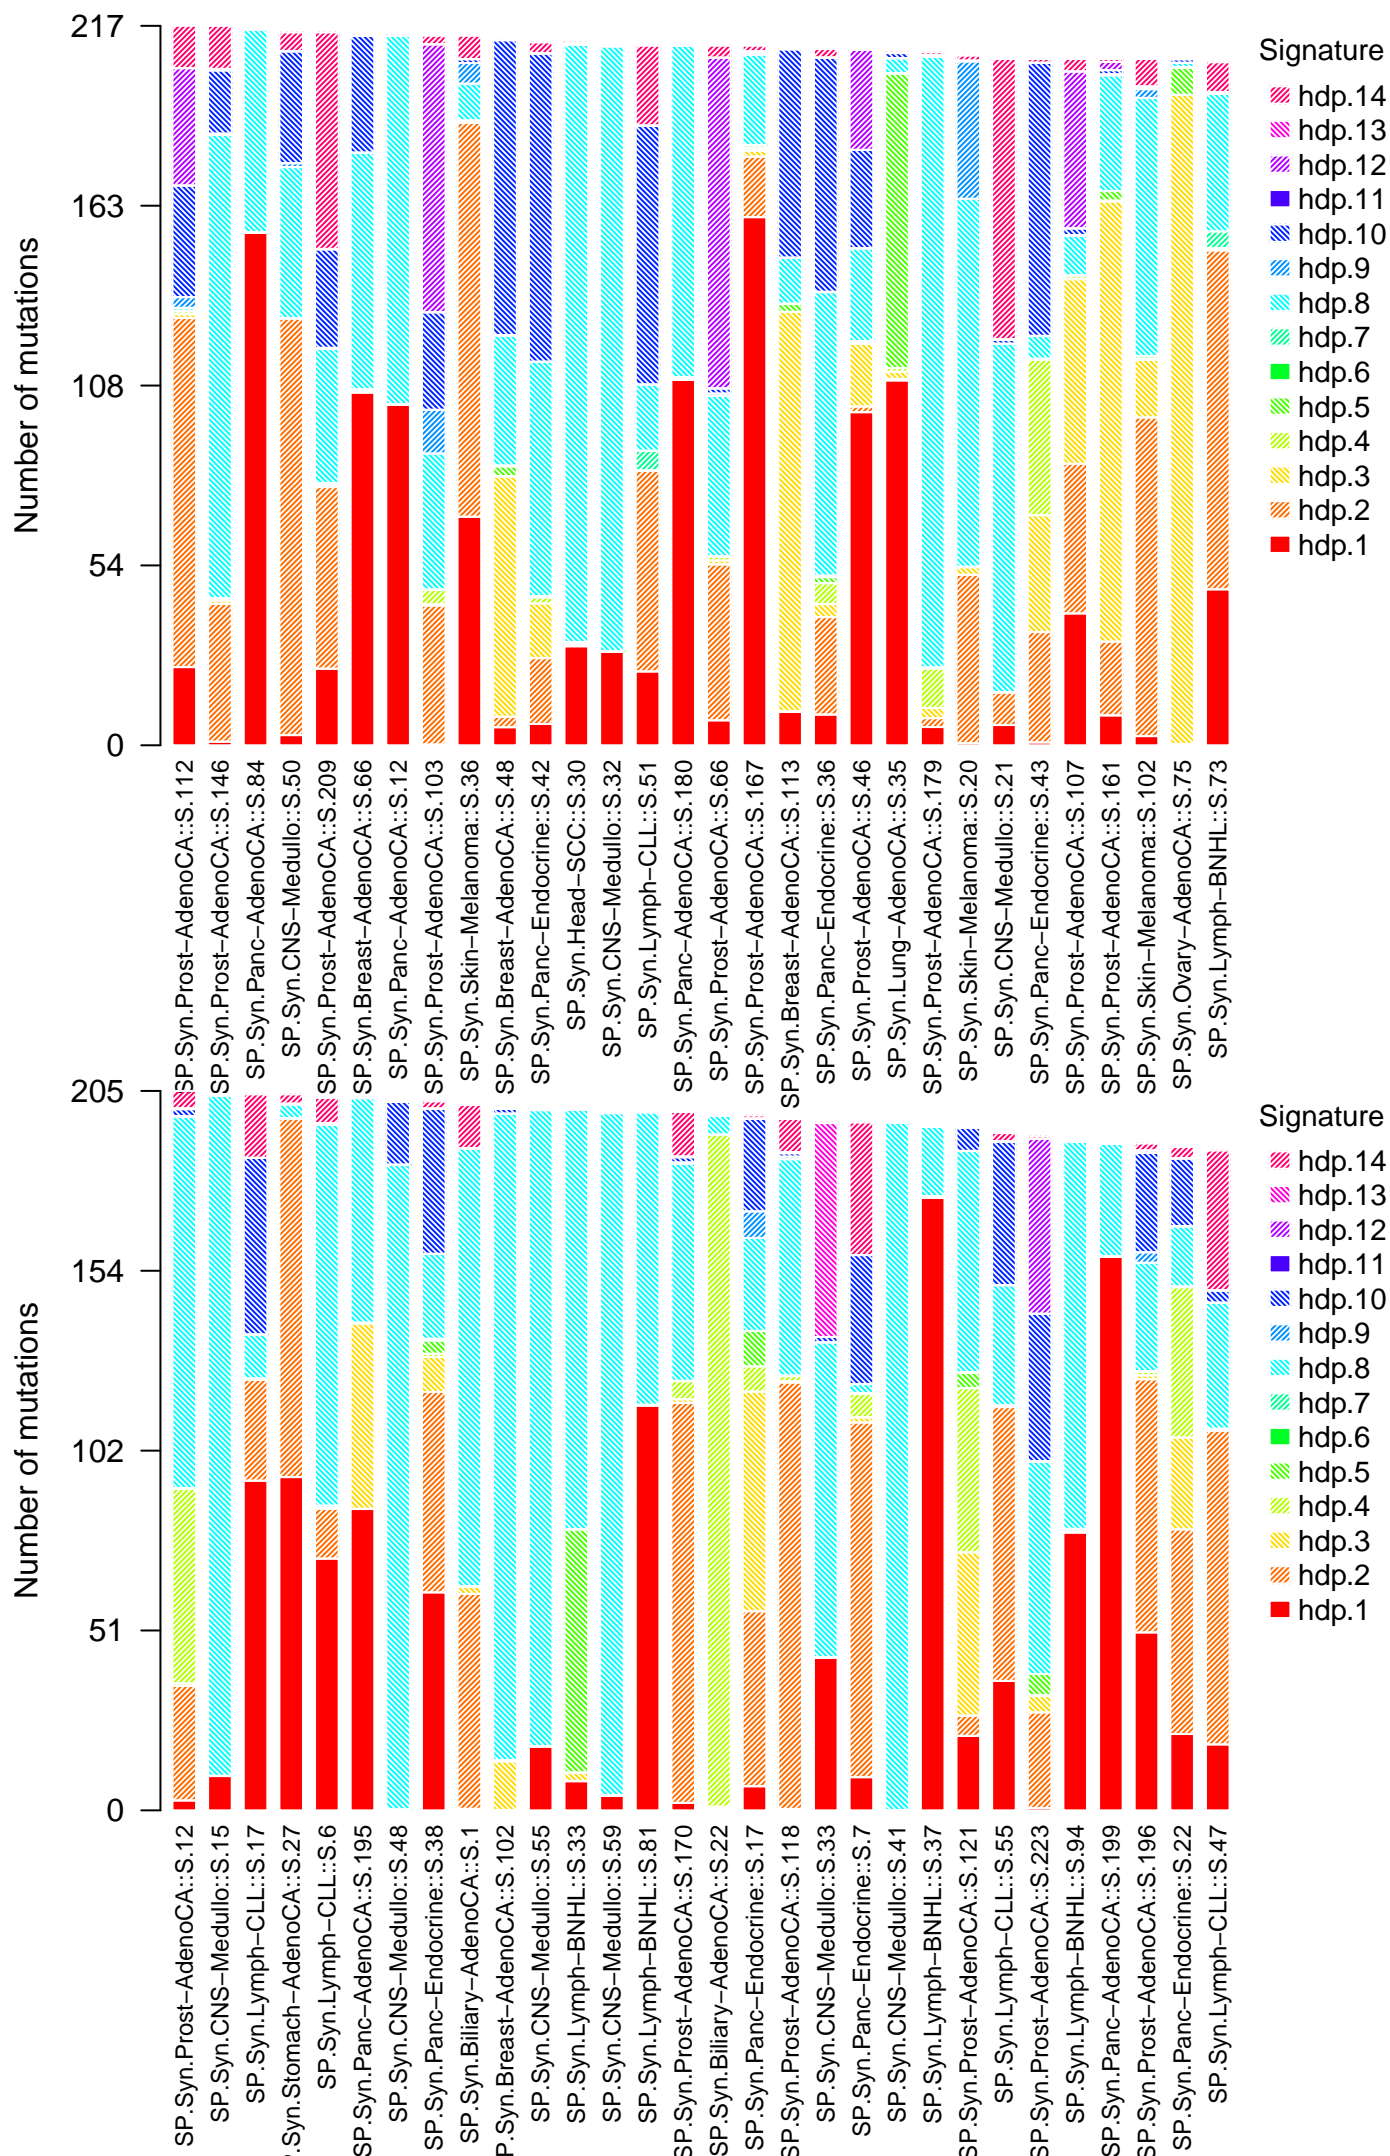 217
163
108
54
0
Number of mutations
Signature
hdp.14
hdp.13
hdp.12
hdp.11
hdp.10
hdp.9
hdp.8
hdp.7
hdp.6
hdp.5
hdp.4
hdp.3
hdp.2
hdp.1
SP.Syn.Prost−AdenoCA::S.112
SP.Syn.Prost−AdenoCA::S.146
SP.Syn.Panc−AdenoCA::S.84
SP.Syn.CNS−Medullo::S.50
SP.Syn.Prost−AdenoCA::S.209
SP.Syn.Breast−AdenoCA::S.66
SP.Syn.Panc−AdenoCA::S.12
SP.Syn.Prost−AdenoCA::S.103
SP.Syn.Skin−Melanoma::S.36
SP.Syn.Breast−AdenoCA::S.48
SP.Syn.Panc−Endocrine::S.42
SP.Syn.Head−SCC::S.30
SP.Syn.CNS−Medullo::S.32
SP.Syn.Lymph−CLL::S.51
SP.Syn.Panc−AdenoCA::S.180
SP.Syn.Prost−AdenoCA::S.66
SP.Syn.Prost−AdenoCA::S.167
SP.Syn.Breast−AdenoCA::S.113
SP.Syn.Panc−Endocrine::S.36
SP.Syn.Prost−AdenoCA::S.46
SP.Syn.Lung−AdenoCA::S.35
SP.Syn.Prost−AdenoCA::S.179
SP.Syn.Skin−Melanoma::S.20
SP.Syn.CNS−Medullo::S.21
SP.Syn.Panc−Endocrine::S.43
SP.Syn.Prost−AdenoCA::S.107
SP.Syn.Prost−AdenoCA::S.161
SP.Syn.Skin−Melanoma::S.102
SP.Syn.Ovary−AdenoCA::S.75
SP.Syn.Lymph−BNHL::S.73
205
154
102
51
0
Number of mutations
Signature
hdp.14
hdp.13
hdp.12
hdp.11
hdp.10
hdp.9
hdp.8
hdp.7
hdp.6
hdp.5
hdp.4
hdp.3
hdp.2
hdp.1
SP.Syn.Prost−AdenoCA::S.12
SP.Syn.CNS−Medullo::S.15
SP.Syn.Lymph−CLL::S.17
P.Syn.Stomach−AdenoCA::S.27
SP.Syn.Lymph−CLL::S.6
SP.Syn.Panc−AdenoCA::S.195
SP.Syn.CNS−Medullo::S.48
SP.Syn.Panc−Endocrine::S.38
SP.Syn.Biliary−AdenoCA::S.1
SP.Syn.Breast−AdenoCA::S.102
SP.Syn.CNS−Medullo::S.55
SP.Syn.Lymph−BNHL::S.33
SP.Syn.CNS−Medullo::S.59
SP.Syn.Lymph−BNHL::S.81
SP.Syn.Prost−AdenoCA::S.170
SP.Syn.Biliary−AdenoCA::S.22
SP.Syn.Panc−Endocrine::S.17
SP.Syn.Prost−AdenoCA::S.118
SP.Syn.CNS−Medullo::S.33
SP.Syn.Panc−Endocrine::S.7
SP.Syn.CNS−Medullo::S.41
SP.Syn.Lymph−BNHL::S.37
SP.Syn.Prost−AdenoCA::S.121
SP.Syn.Lymph−CLL::S.55
SP.Syn.Prost−AdenoCA::S.223
SP.Syn.Lymph−BNHL::S.94
SP.Syn.Panc−AdenoCA::S.199
SP.Syn.Prost−AdenoCA::S.196
SP.Syn.Panc−Endocrine::S.22
SP.Syn.Lymph−CLL::S.47